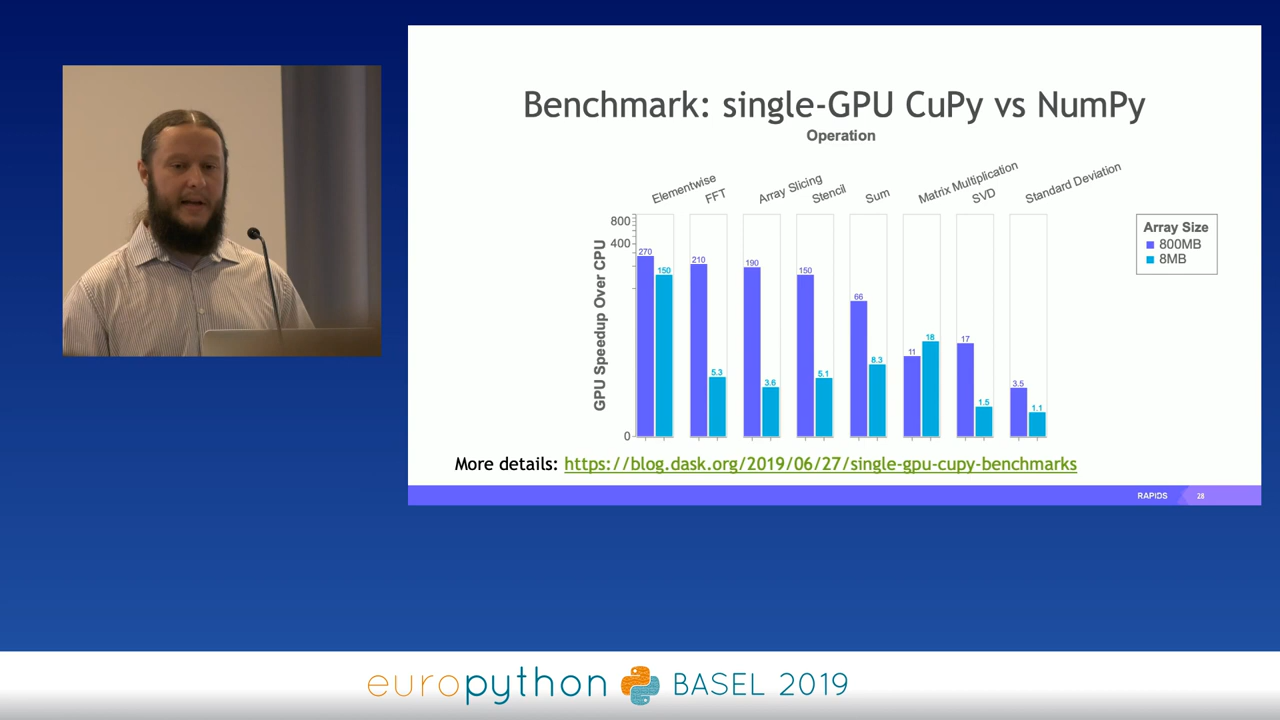 Benchmark: single-GPU CuPy vs NumPy
Operation
Elementwise
FFT
Array Slicing
Stencil
Sum
Matrix Multiplication
SVD
Standard Deviation
GPU Speedup Over CPU
800
400
0
270
150
210
5.3
190
3.6
150
5.1
66
8.3
11
18
17
1.5
3.5
1.1
Array Size
800MB
8MB
More details: https://blog.dask.org/2019/06/27/single-gpu-cupy-benchmarks
RAPIDS
28
europython BASEL 2019